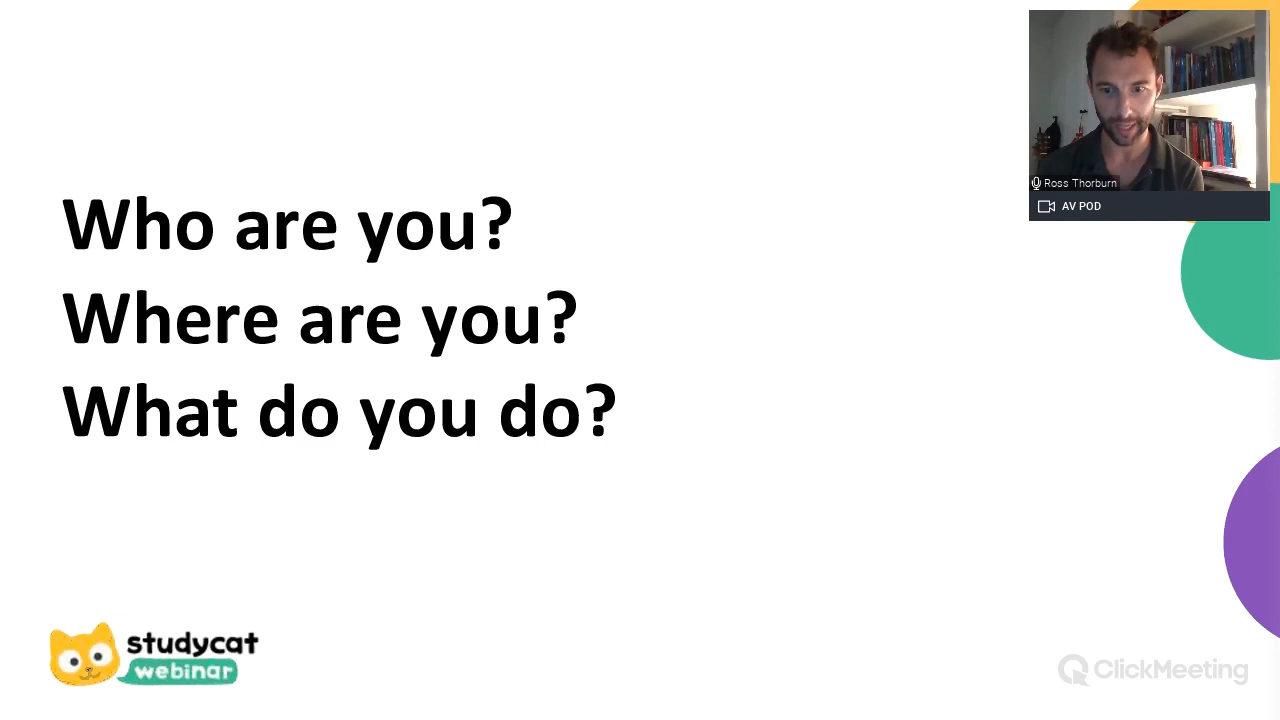 Who are you?
Where are you?
What do you do?
Ross Thorburn
AV POD
studycat
webinar
ClickMeeting